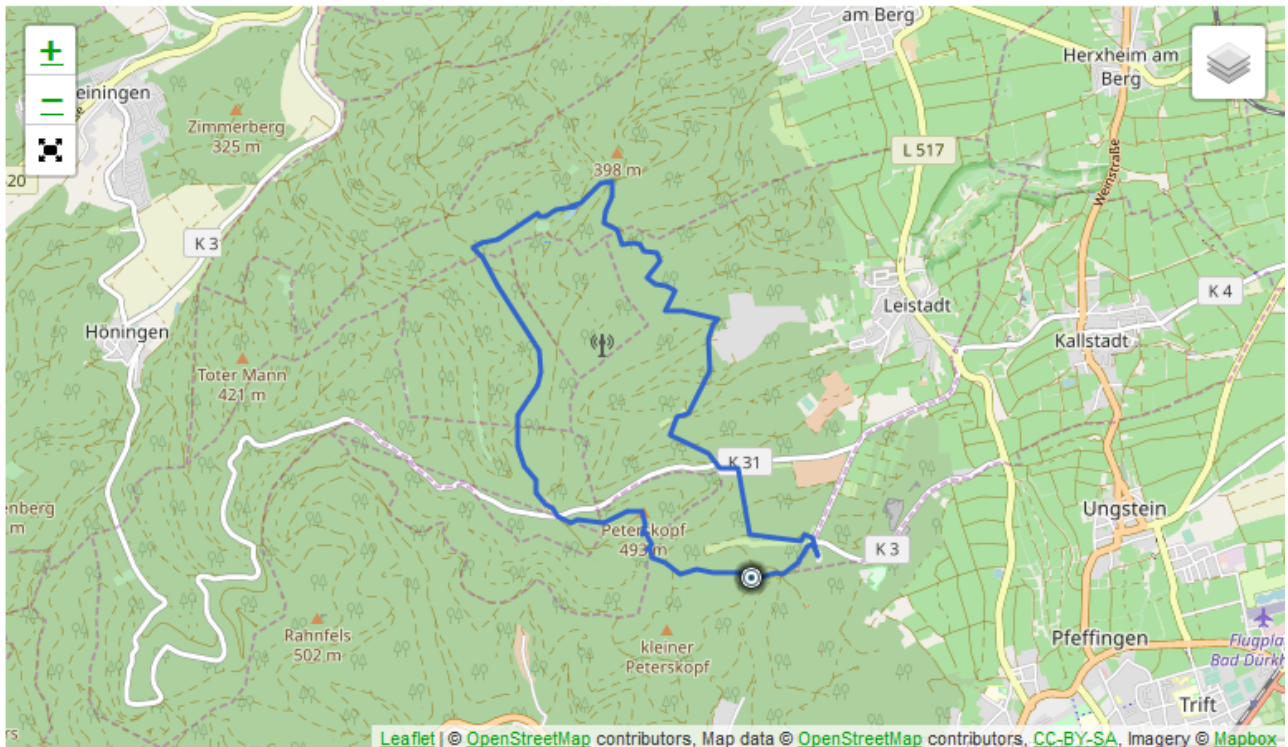 +
−
einingen
Zimmerberg
325 m
20
K 3
Höningen
Toter Mann
421 m
enberg
m
Rahnfels
502 m
rs
398 m
am Berg
Herxheim am
Berg
L 517
Weinstraße
Leistadt
K 4
Kallstadt
K 31
Peterskopf
493 m
K 3
Ungstein
kleiner
Peterskopf
Pfeffingen
Flugpla
Bad Dürkh
Trift
Leaflet | © OpenStreetMap contributors, Map data © OpenStreetMap contributors, CC-BY-SA, Imagery © Mapbox